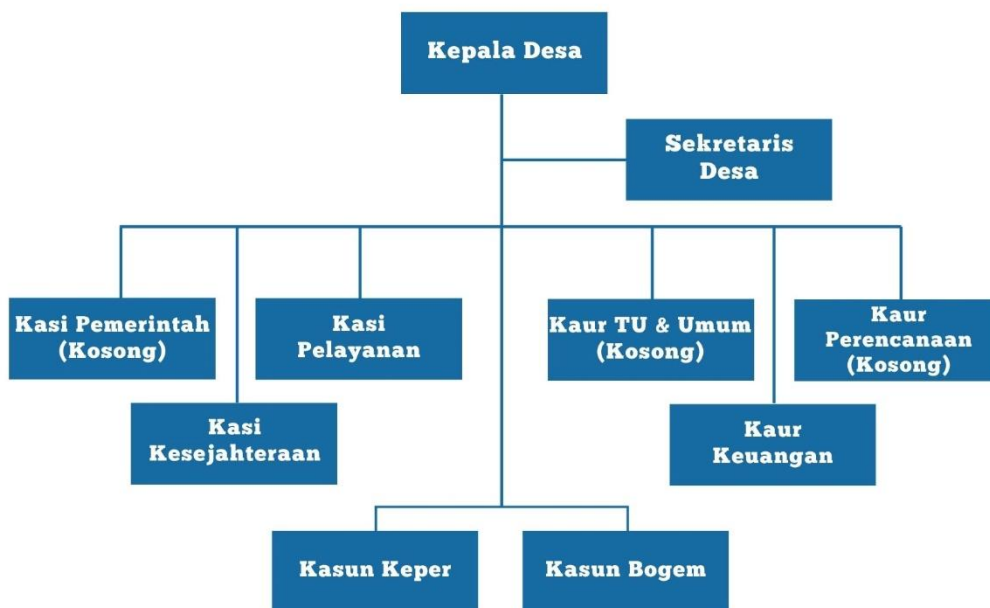 Kepala Desa
Sekretaris
Desa
Kasi Pemerintah
(Kosong)
Kasi
Pelayanan
Kaur TU & Umum
(Kosong)
Kaur
Perencanaan
(Kosong)
Kasi
Kesejahteraan
Kaur
Keuangan
Kasun Keper
Kasun Bogem